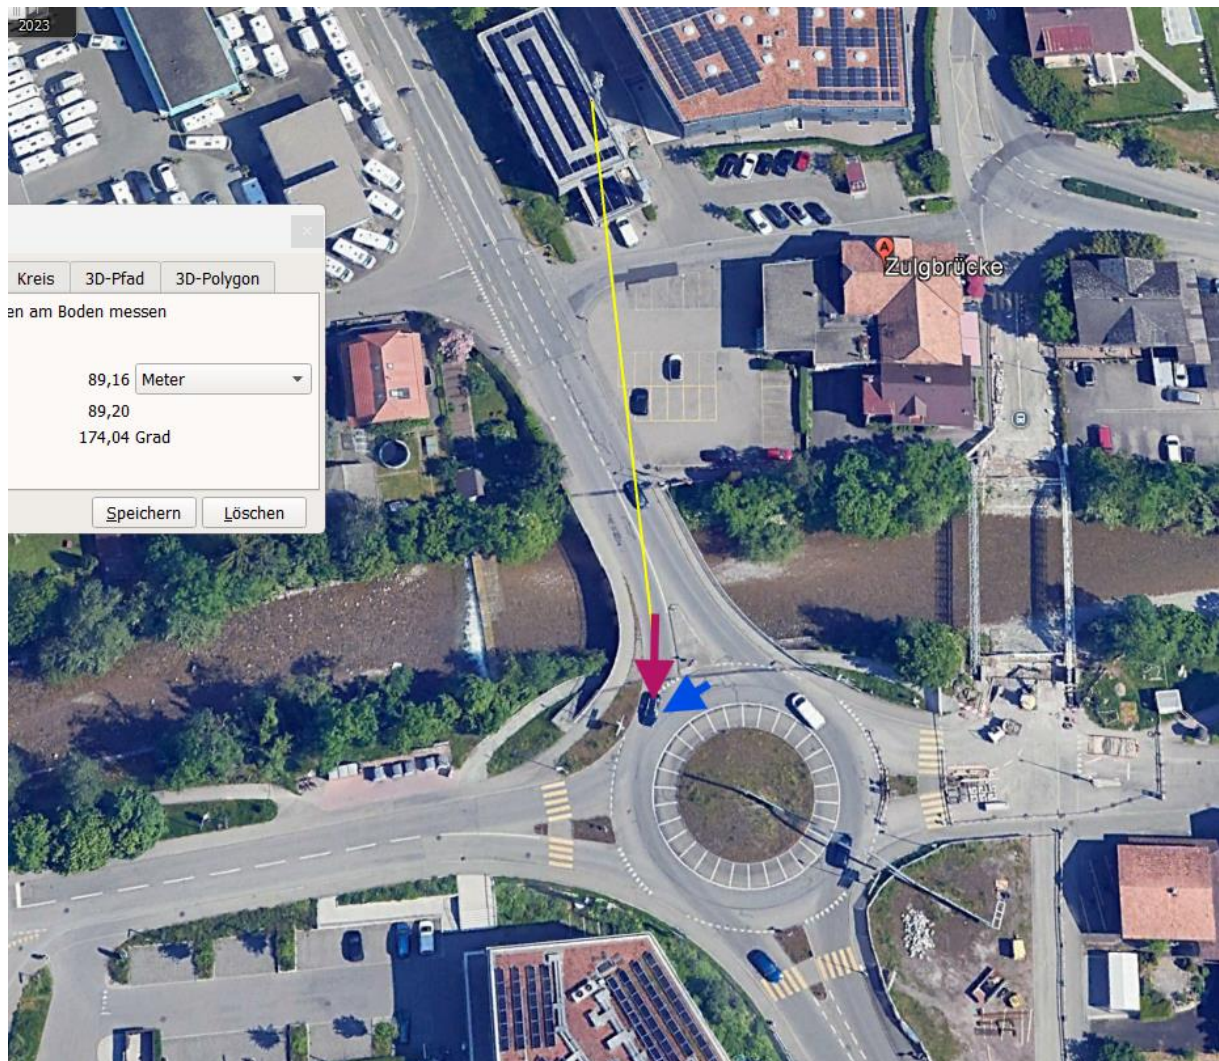 2023
Kreis 3D-Pfad 3D-Polygon
en am Boden messen
89,16 Meter
89,20
174,04 Grad
Speichern Löschen
A
Zulgbrücke